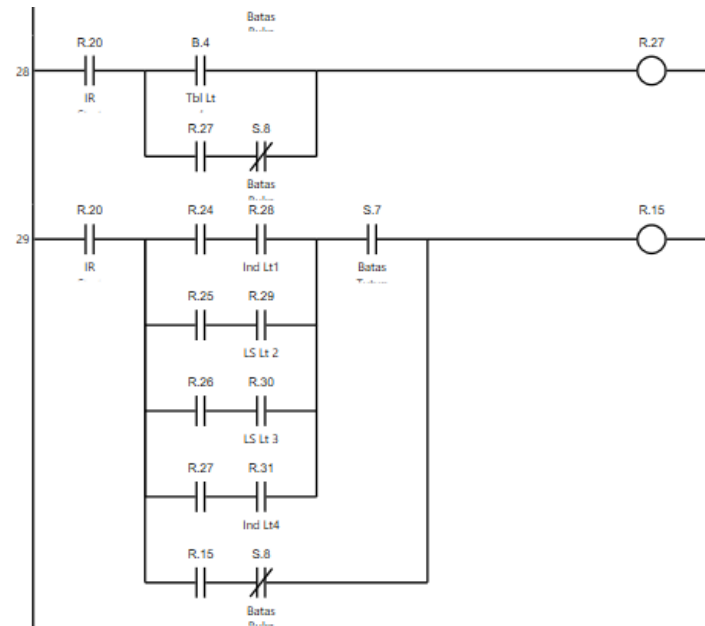 Batas
R.20 B.4 R.27
28
IR Tbl Lt
R.27 S.8
Batas
R.20 R.24 R.28 S.7 R.15
29
IR Ind Lt1 Batas
R.25 R.29
LS Lt 2
R.26 R.30
LS Lt 3
R.27 R.31
Ind Lt4
R.15 S.8
Batas